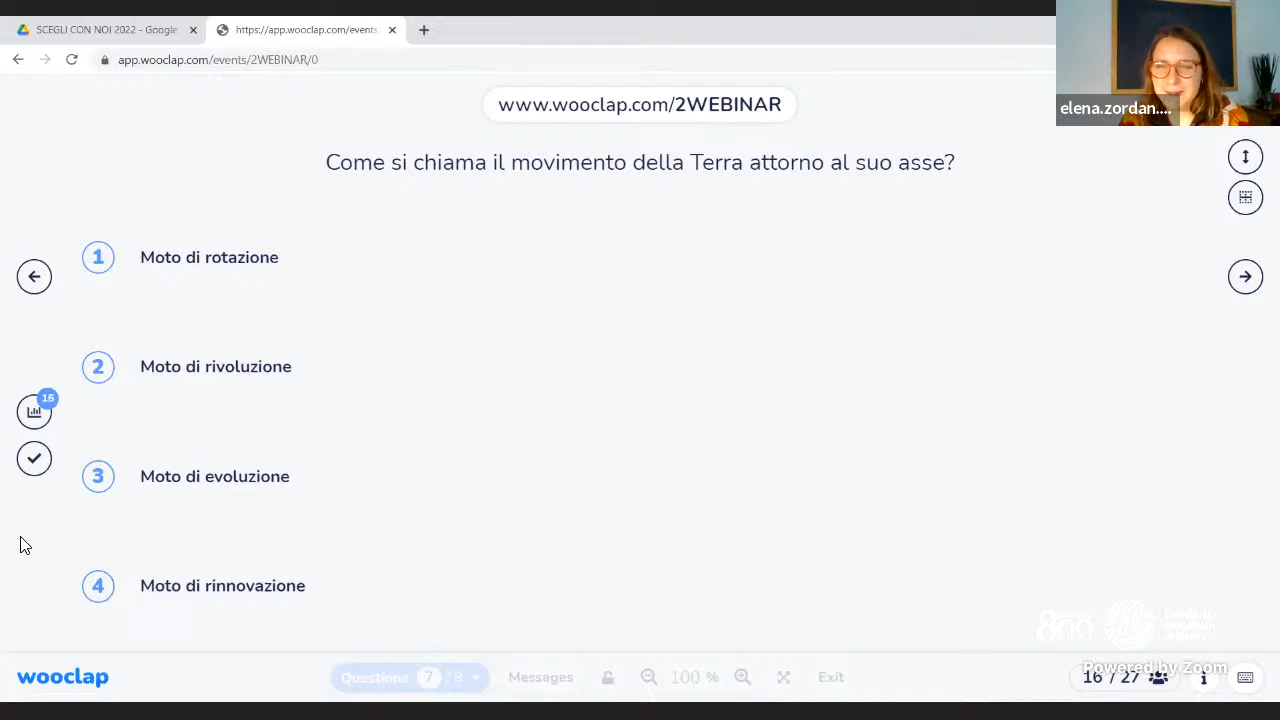 SCEGLI CON NOI 2022 - Google
https://app.wooclap.com/events
app.wooclap.com/events/2WEBINAR/0
elena.zordan....
www.wooclap.com/2WEBINAR
Come si chiama il movimento della Terra attorno al suo asse?
1 Moto di rotazione
2 Moto di rivoluzione
15
3 Moto di evoluzione
4 Moto di rinnovazione
800
Powered by Zoom
wooclap
Questions 7 / 8
Messages
100 %
Exit
16 / 27